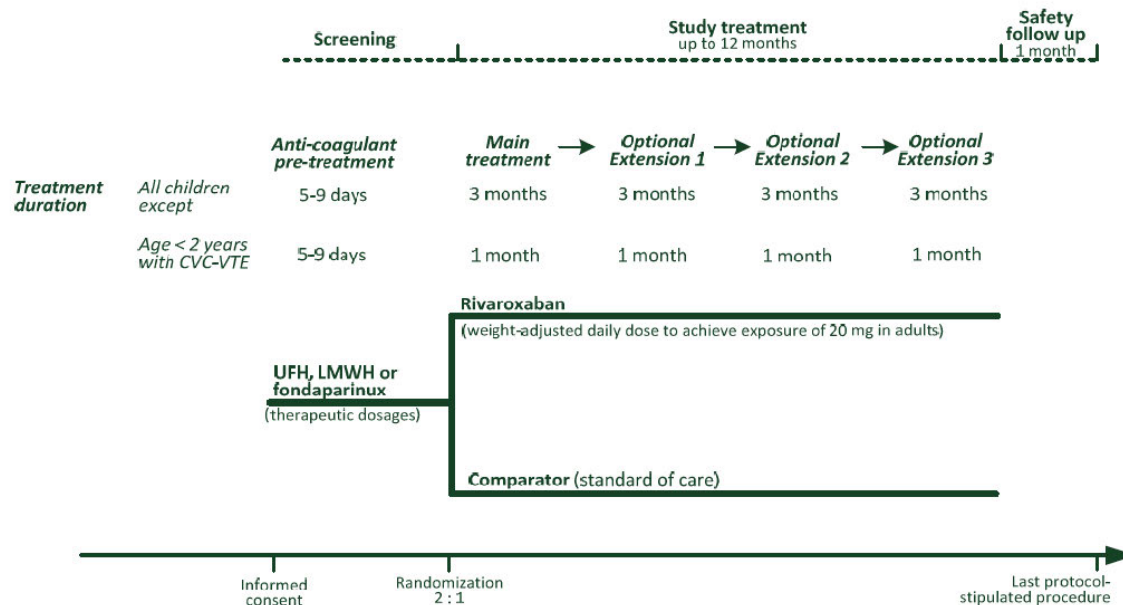 Screening
Study treatment
up to 12 months
Safety
follow up
1 month
Anti-coagulant
pre-treatment
Main
treatment
Optional
Extension 1
Optional
Extension 2
Optional
Extension 3
Treatment
duration
All children
except
5-9 days
3 months
3 months
3 months
3 months
Age < 2 years
with CVC-VTE
5-9 days
1 month
1 month
1 month
1 month
Rivaroxaban
(weight-adjusted daily dose to achieve exposure of 20 mg in adults)
UFH, LMWH or
fondaparinux
(therapeutic dosages)
Comparator (standard of care)
Informed
consent
Randomization
2 : 1
Last protocol-
stipulated procedure